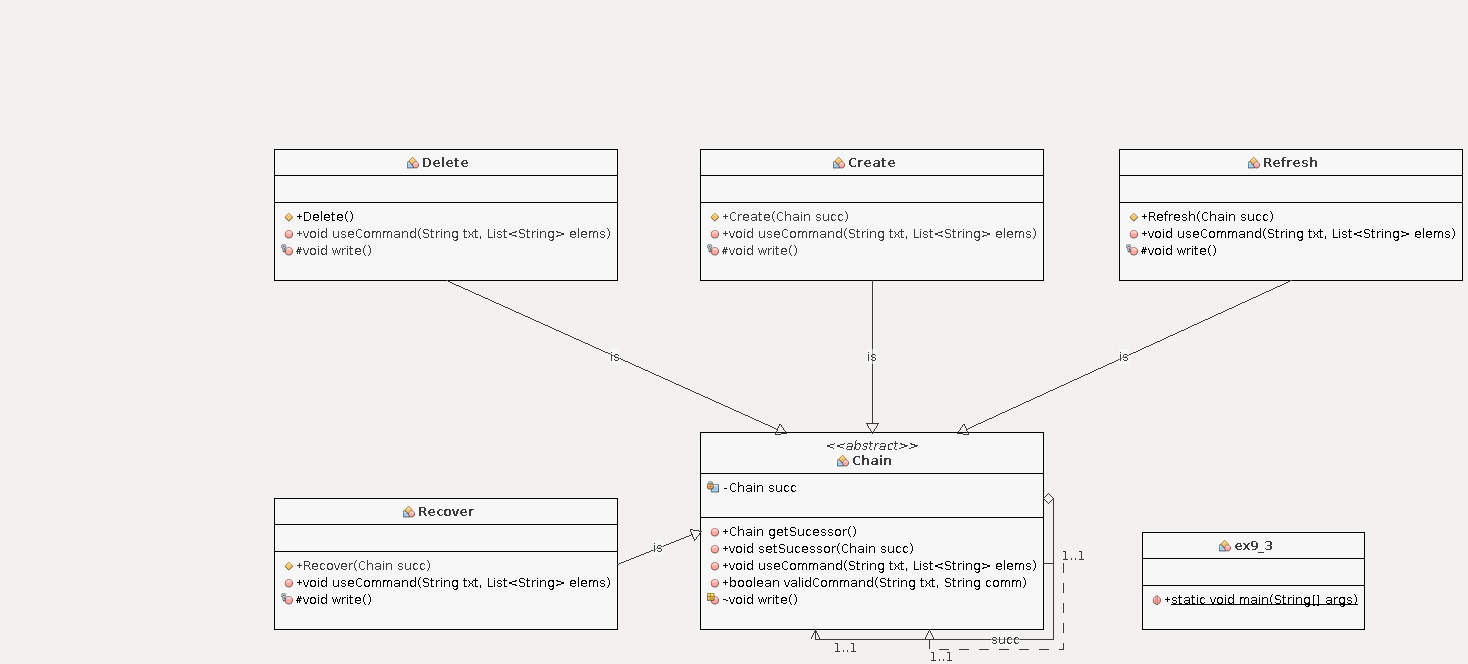 Delete
+Delete()
+void useCommand(String txt, List<String> elems)
#void write()
Create
+Create(Chain succ)
+void useCommand(String txt, List<String> elems)
#void write()
Refresh
+Refresh(Chain succ)
+void useCommand(String txt, List<String> elems)
#void write()
is
is
is
<<abstract>>
Chain
-Chain succ
+Chain getSucessor()
+void setSucessor(Chain succ)
+void useCommand(String txt, List<String> elems)
+boolean validCommand(String txt, String comm)
~void write()
Recover
+Recover(Chain succ)
+void useCommand(String txt, List<String> elems)
#void write()
is
1..1
succ
1..1
1..1
ex9_3
+static void main(String[] args)